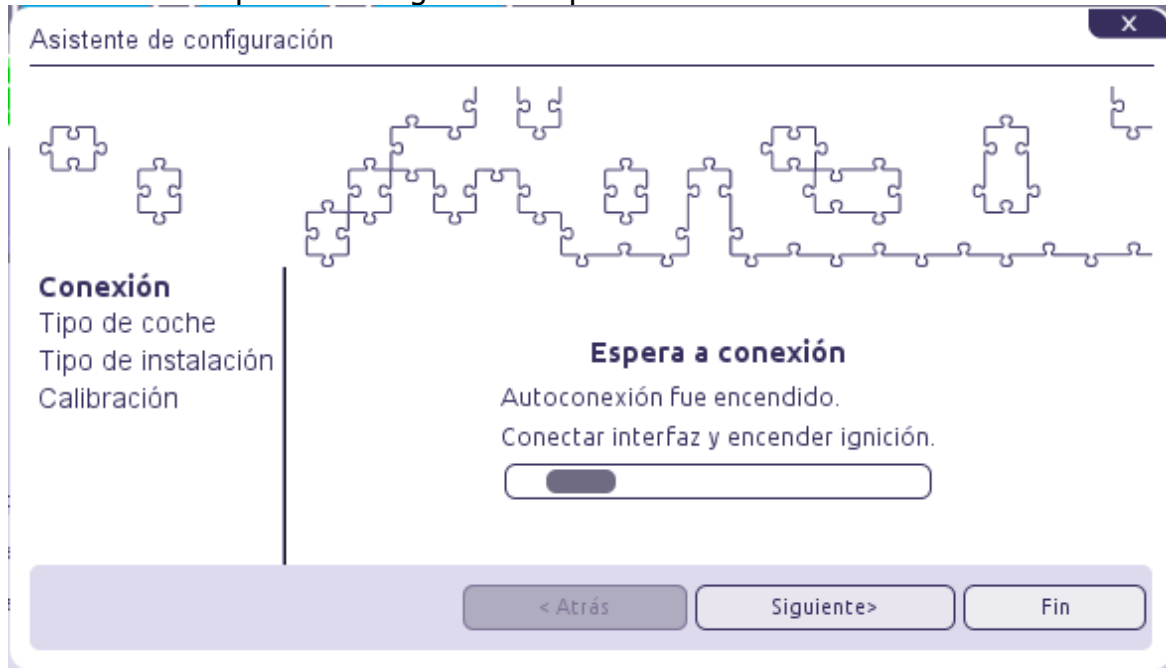 Asistente de configuración
X
Conexión
Tipo de coche
Tipo de instalación
Calibración
Espera a conexión
Autoconexión fue encendido.
Conectar interfaz y encender ignición.
< Atrás
Siguiente>
Fin